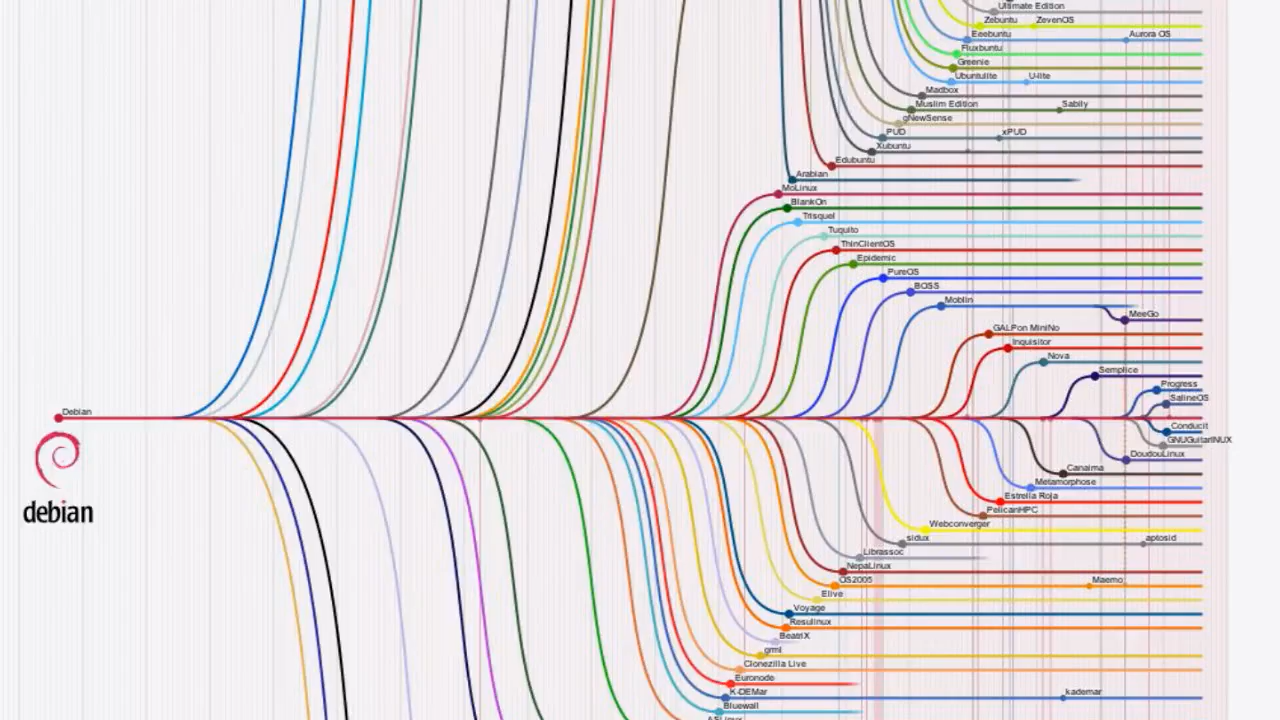 Ultimate Edition
Zebuntu ZevenOS
Eeebuntu Aurora OS
Fluxbuntu
Greenie
Ubuntulite U-lite
Madbox
Muslim Edition Sabily
gNewSense
PUD xPUD
Xubuntu
Edubuntu
Arabian
MoLinux
BlankOn
Trisquel
Tuquito
ThinClientOS
Epidemic
PureOS
BOSS
Moblin
MeeGo
GALPon MiniNo
Inquisitor
Nova
Semplice
Progress
SalineOS
Debian
Conducit
GNUGuitarINUX
DoudouLinux
Canaima
Metamorphose
Estrella Roja
PelicanHPC
Webconverger
sidux aptosid
Librassoc
NepaLinux
OS2005 Maemo
Elive
Voyage
Resulinux
BeatrIX
grml
Clonezilla Live
Euronode
K-DEMar kademar
Bluewall
ASLinux
debian